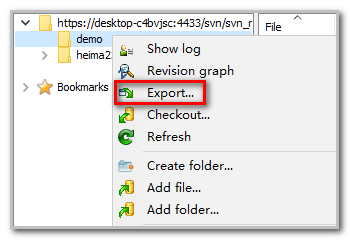 https://desktop-c4bvjsc:4433/svn/svn_r
File
demo
heima2
Bookmarks
Show log
Revision graph
Export...
Checkout...
Refresh
Create folder...
Add file...
Add folder...